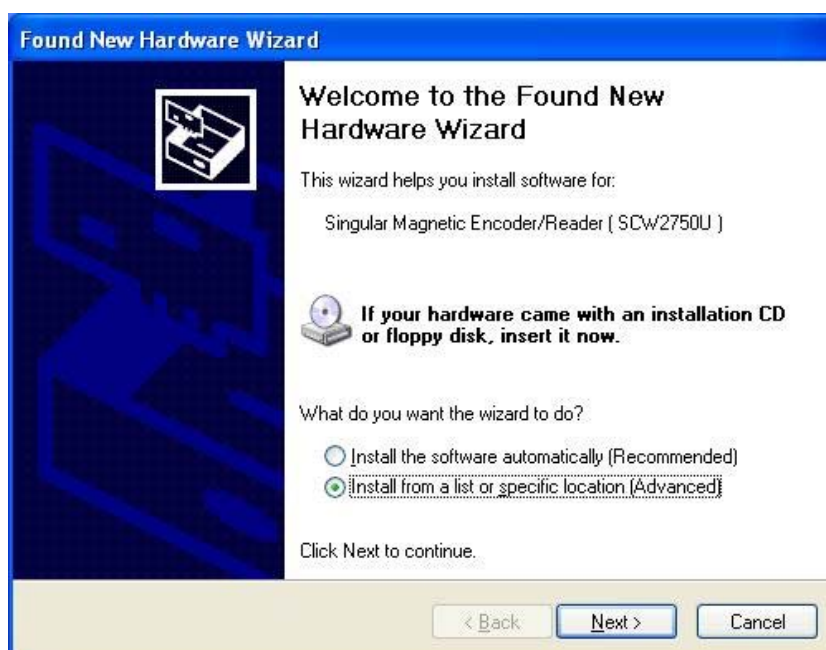 Found New Hardware Wizard
Welcome to the Found New
Hardware Wizard
This wizard helps you install software for:
Singular Magnetic Encoder/Reader ( SCW2750U )
If your hardware came with an installation CD
or floppy disk, insert it now.
What do you want the wizard to do?
Install the software automatically (Recommended)
Install from a list or specific location (Advanced)
Click Next to continue.
< Back Next > Cancel